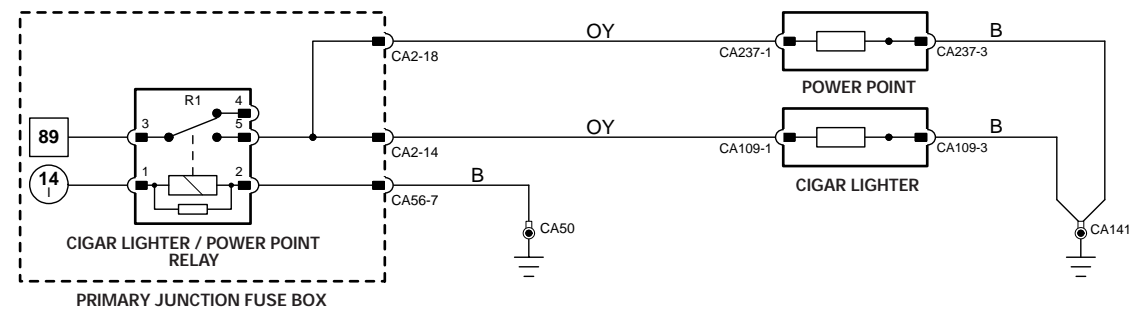 OY
B
CA2-18
CA237-1
CA237-3
POWER POINT
R1
4
3
5
89
OY
B
CA2-14
CA109-1
CA109-3
1
2
14
I
B
CIGAR LIGHTER
CA56-7
CA50
CA141
CIGAR LIGHTER / POWER POINT
RELAY
PRIMARY JUNCTION FUSE BOX